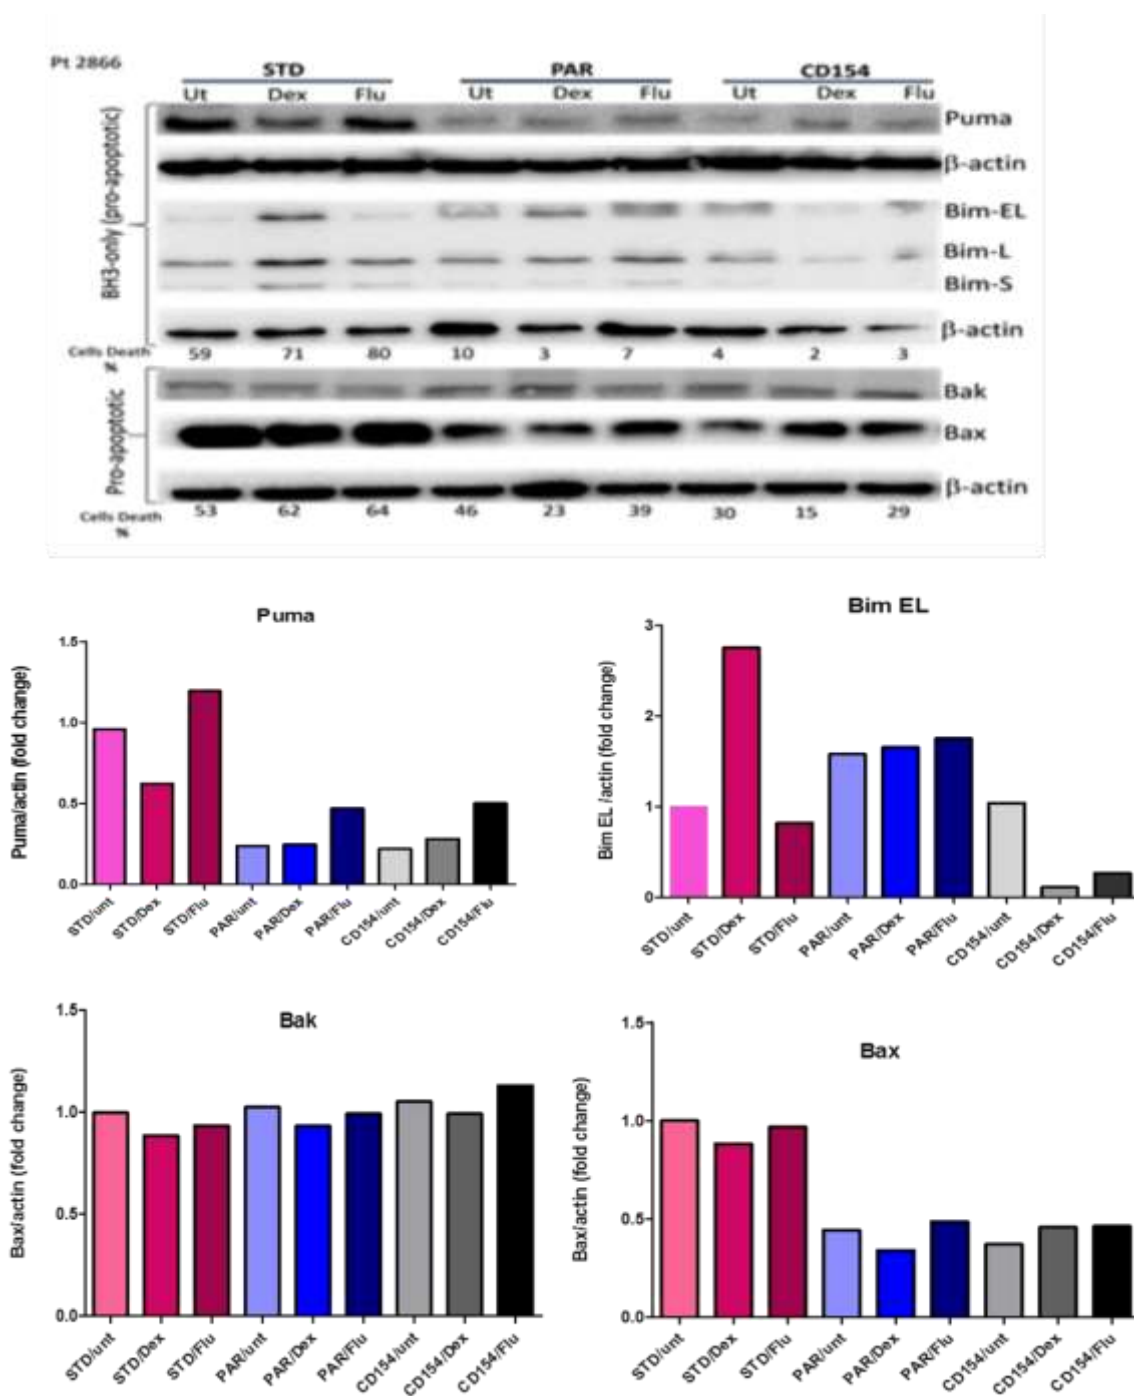 Pt 2866
STD PAR CD154
Ut Dex Flu Ut Dex Flu Ut Dex Flu
BH3-only (pro-apoptotic)
Puma
β-actin
Bim-EL
Bim-L
Bim-S
β-actin
Cells Death % 59 71 80 10 3 7 4 2 3
Pro-apoptotic
Bak
Bax
β-actin
Cells Death % 53 62 64 46 23 39 30 15 29
Puma
Puma/actin (fold change)
1.5
1.0
0.5
0.0
STD/unt STD/Dex STD/Flu PAR/unt PAR/Dex PAR/Flu CD154/unt CD154/Dex CD154/Flu
Bim EL
Bim EL /actin (fold change)
3
2
1
0
STD/unt STD/Dex STD/Flu PAR/unt PAR/Dex PAR/Flu CD154/unt CD154/Dex CD154/Flu
Bak
Bax/actin (fold change)
1.5
1.0
0.5
0.0
STD/unt STD/Dex STD/Flu PAR/unt PAR/Dex PAR/Flu CD154/unt CD154/Dex CD154/Flu
Bax
Bax/actin (fold change)
1.5
1.0
0.5
0.0
STD/unt STD/Dex STD/Flu PAR/unt PAR/Dex PAR/Flu CD154/unt CD154/Dex CD154/Flu